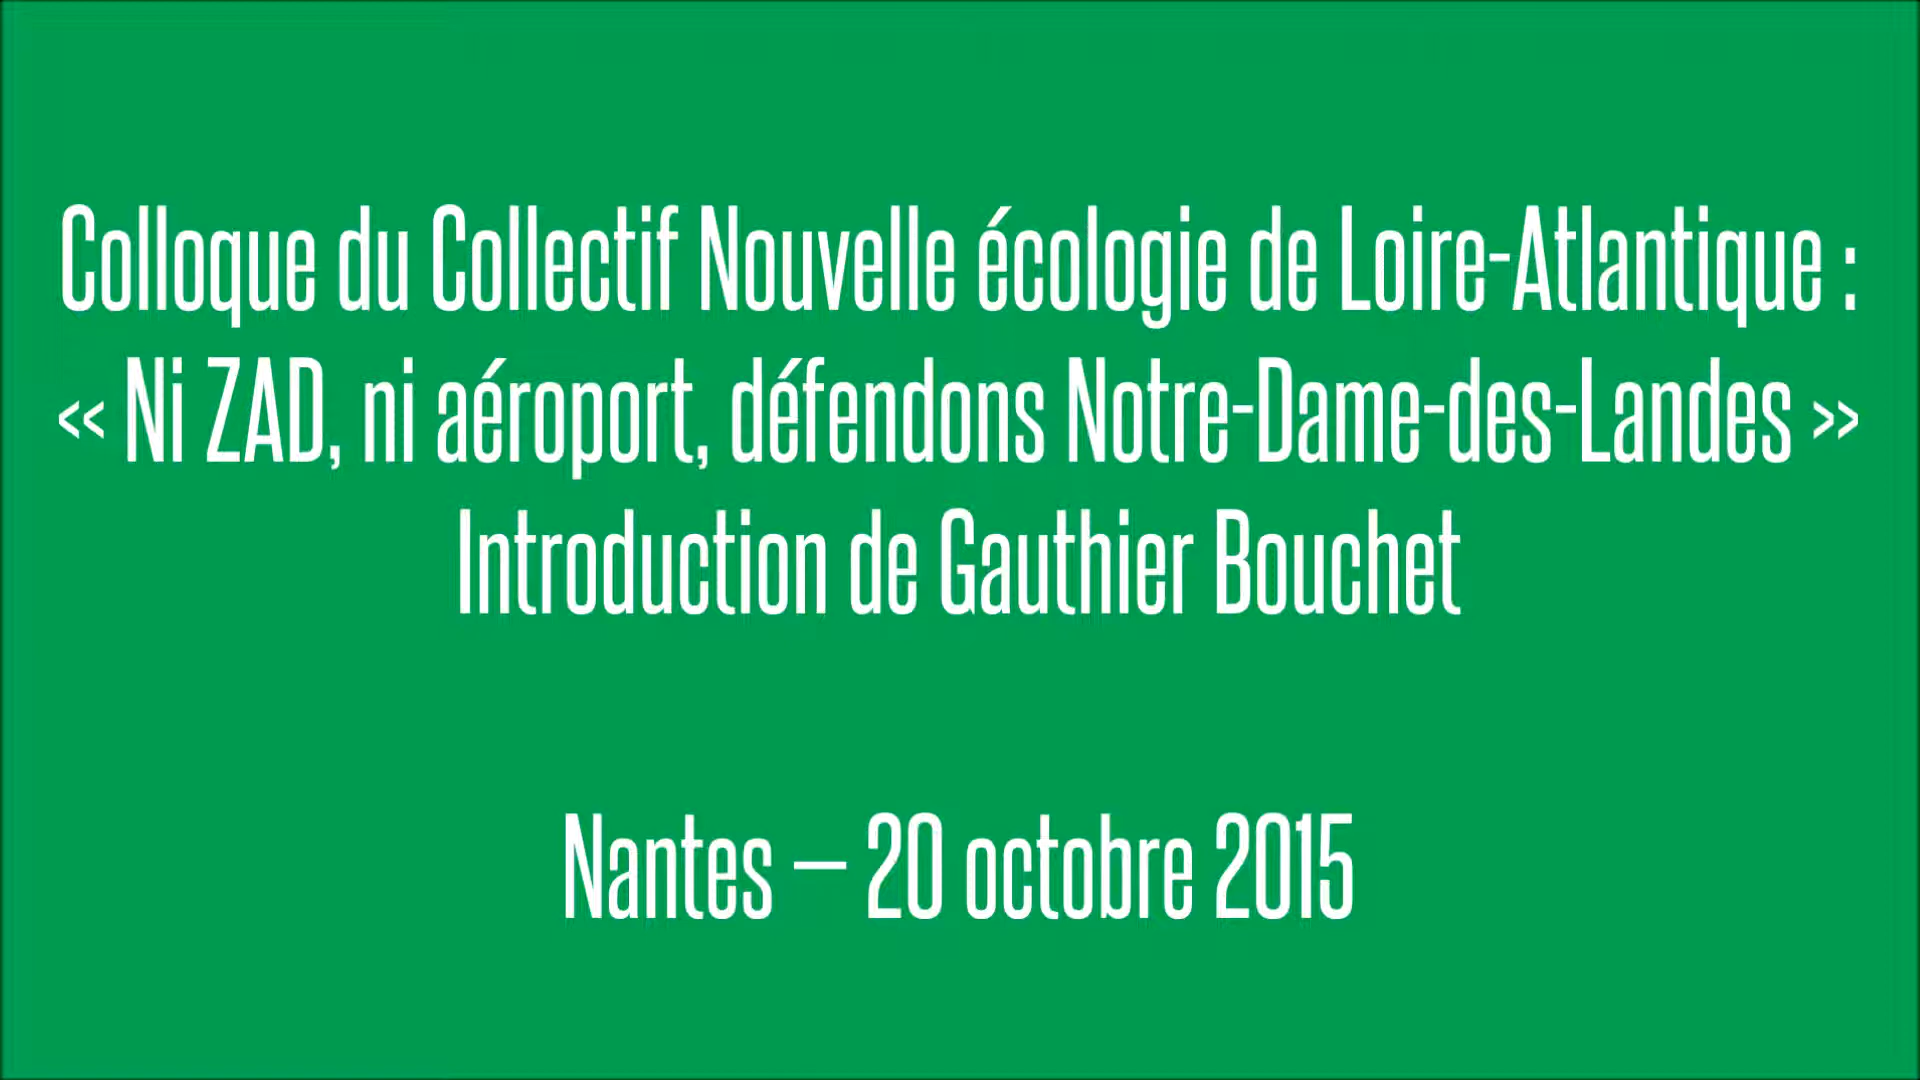 Colloque du Collectif Nouvelle écologie de Loire-Atlantique :
« Ni ZAD, ni aéroport, défendons Notre-Dame-des-Landes »
Introduction de Gauthier Bouchet
Nantes – 20 octobre 2015